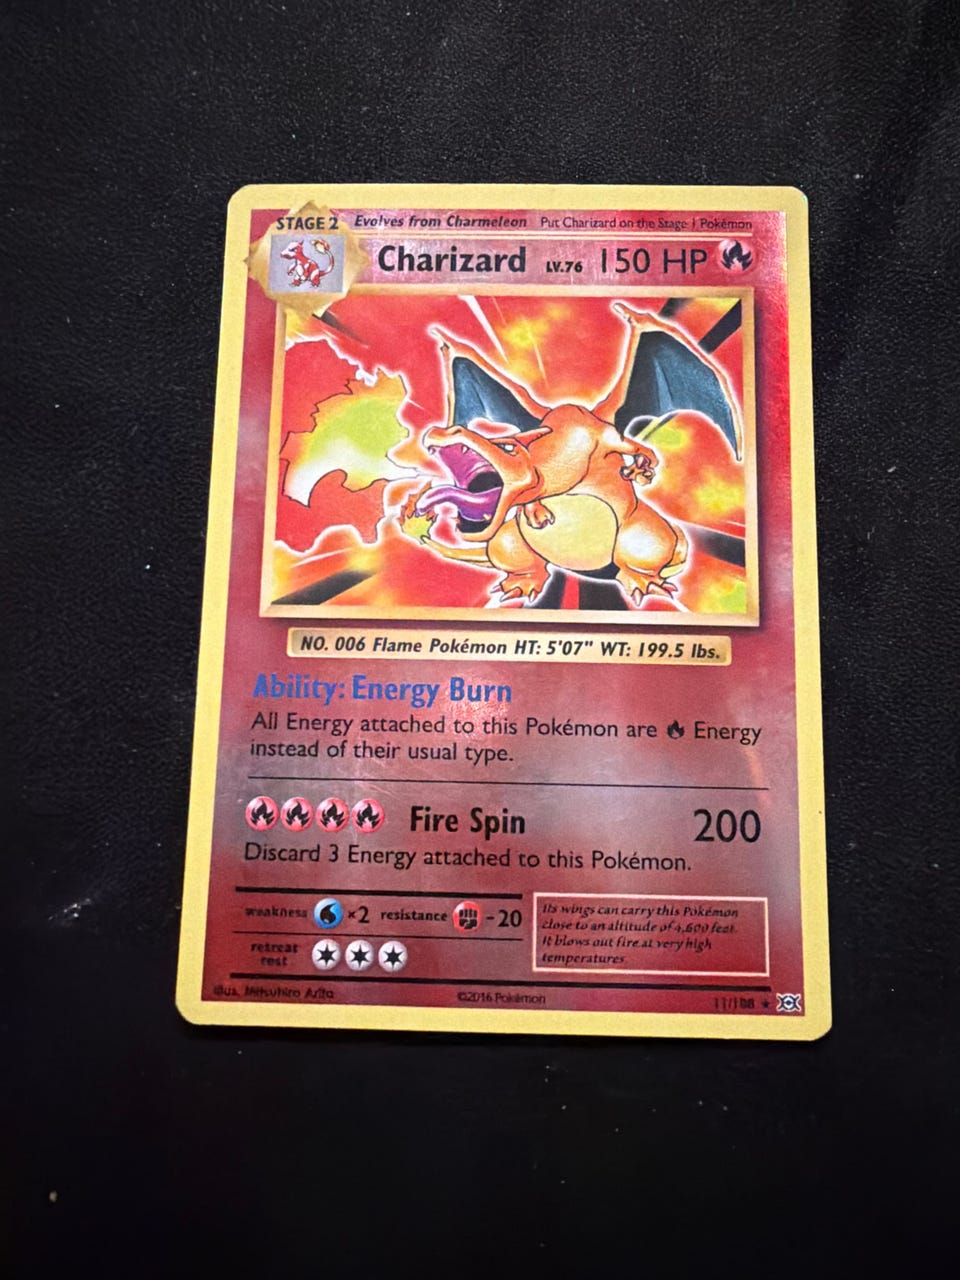 STAGE 2 Evolves from Charmeleon Put Charizard on the Stage 1 Pokémon
Charizard LV.76 150 HP
NO. 006 Flame Pokémon HT: 5'07" WT: 199.5 lbs.
Ability: Energy Burn
All Energy attached to this Pokémon are Energy
instead of their usual type.
Fire Spin 200
Discard 3 Energy attached to this Pokémon.
weakness ×2 resistance -20
retreat
cost
Its wings can carry this Pokémon
close to an altitude of 4,600 feet.
It blows out fire at very high
temperatures.
Illus. Mitsuhiro Arita ©2016 Pokémon 11/108